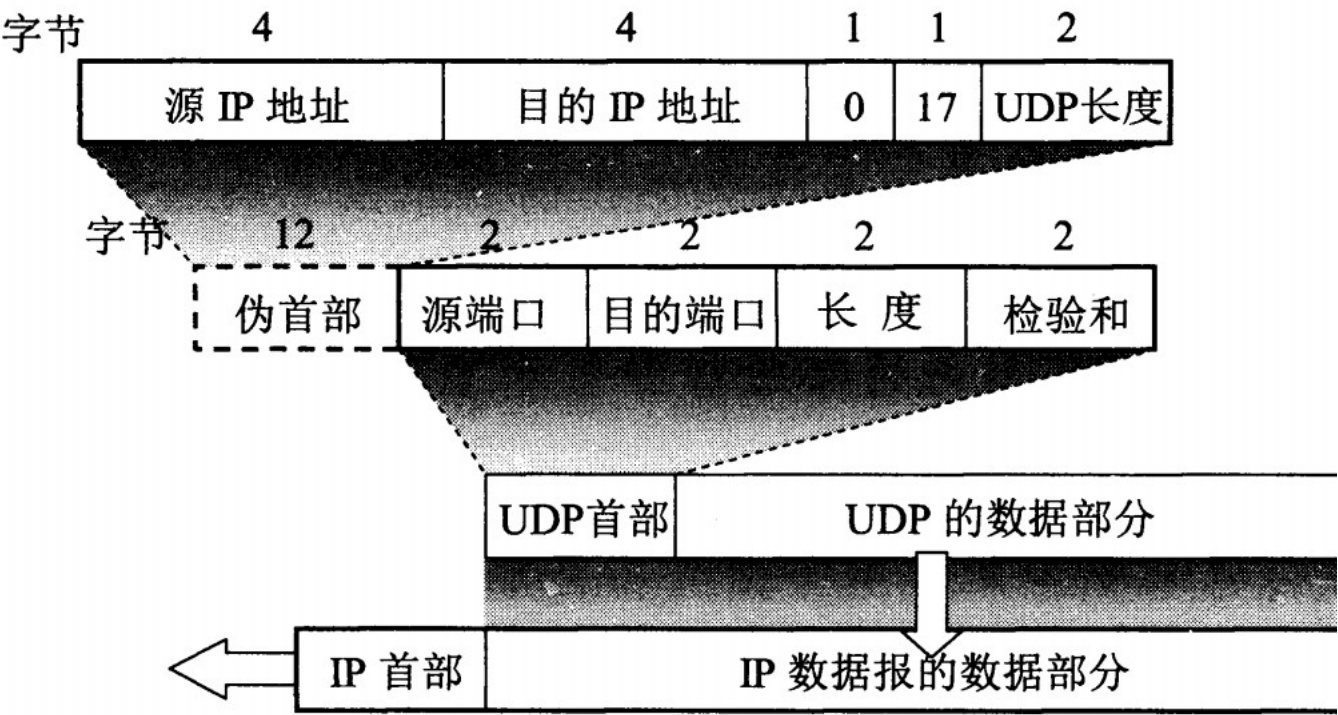 字节 4 4 1 1 2
源 IP 地址 目的 IP 地址 0 17 UDP长度
字节 12 2 2 2 2
伪首部 源端口 目的端口 长 度 检验和
UDP首部 UDP 的数据部分
IP 首部 IP 数据报的数据部分